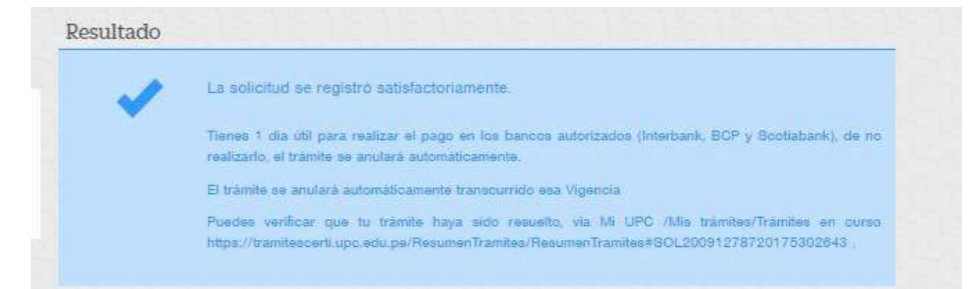 Resultado
La solicitud se registró satisfactoriamente.
Tienes 1 día útil para realizar el pago en los bancos autorizados (Interbank, BCP y Scotiabank), de no
realizarlo, el trámite se anulará automáticamente.
El trámite se anulará automáticamente transcurrido esa Vigencia
Puedes verificar que tu trámite haya sido resuelto, vía Mi UPC /Mis trámites/Trámites en curso
https://tramitescerti.upc.edu.pe/ResumenTramites/ResumenTramites#SOL20091278720175302643 .